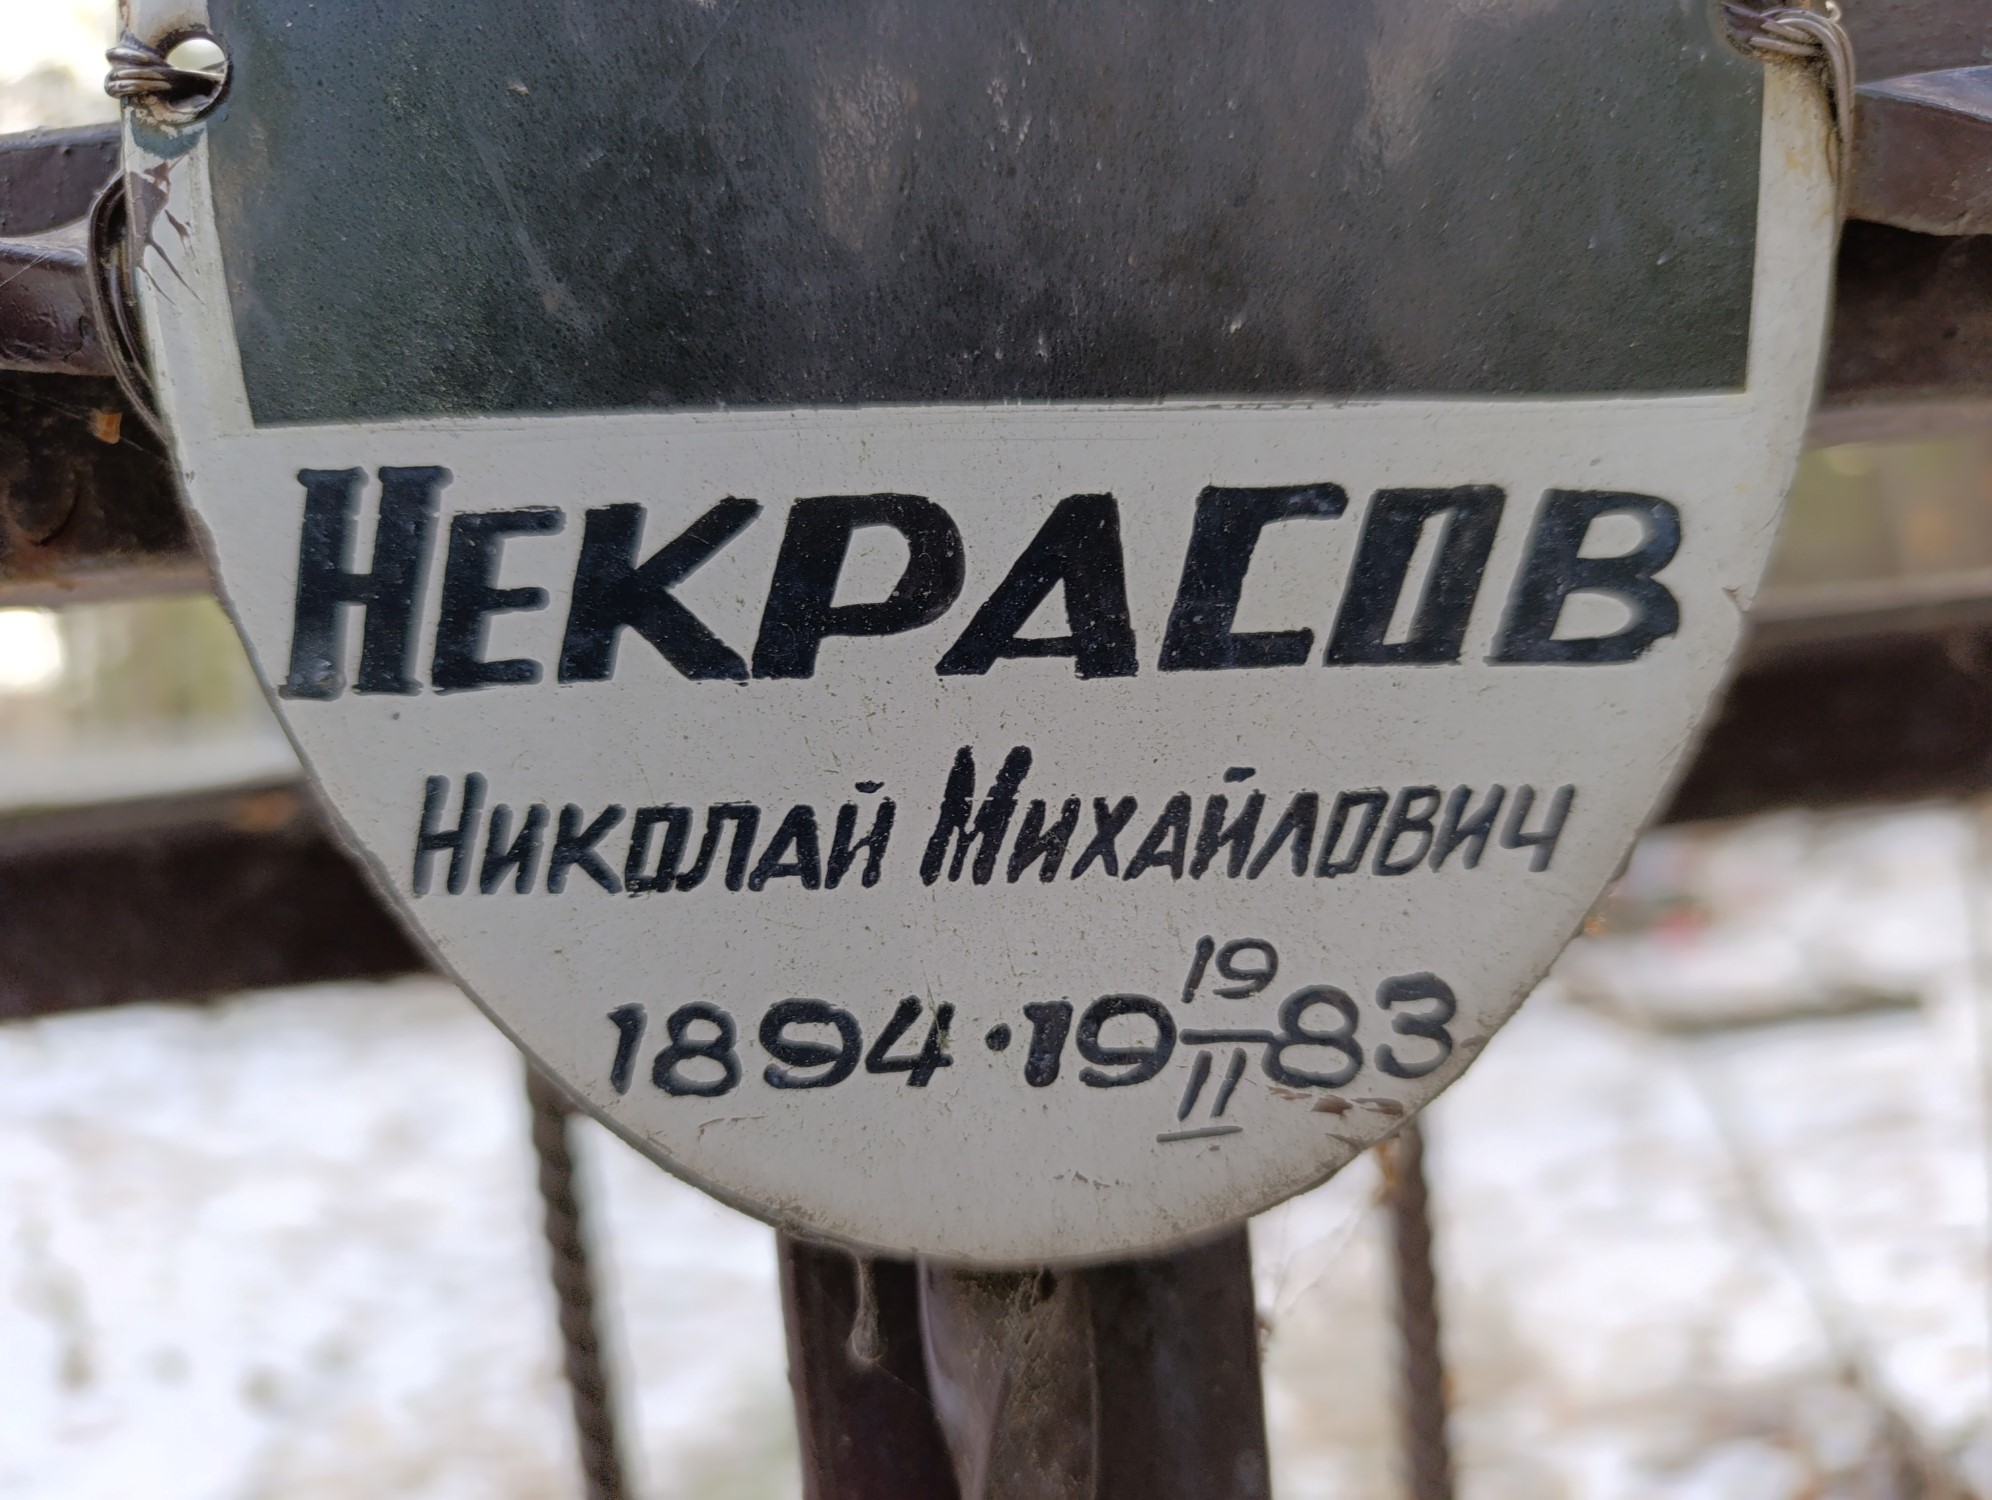 НЕКРАСОВ
НИКОЛАЙ МИХАЙЛОВИЧ
1894 · 19 19/II 83